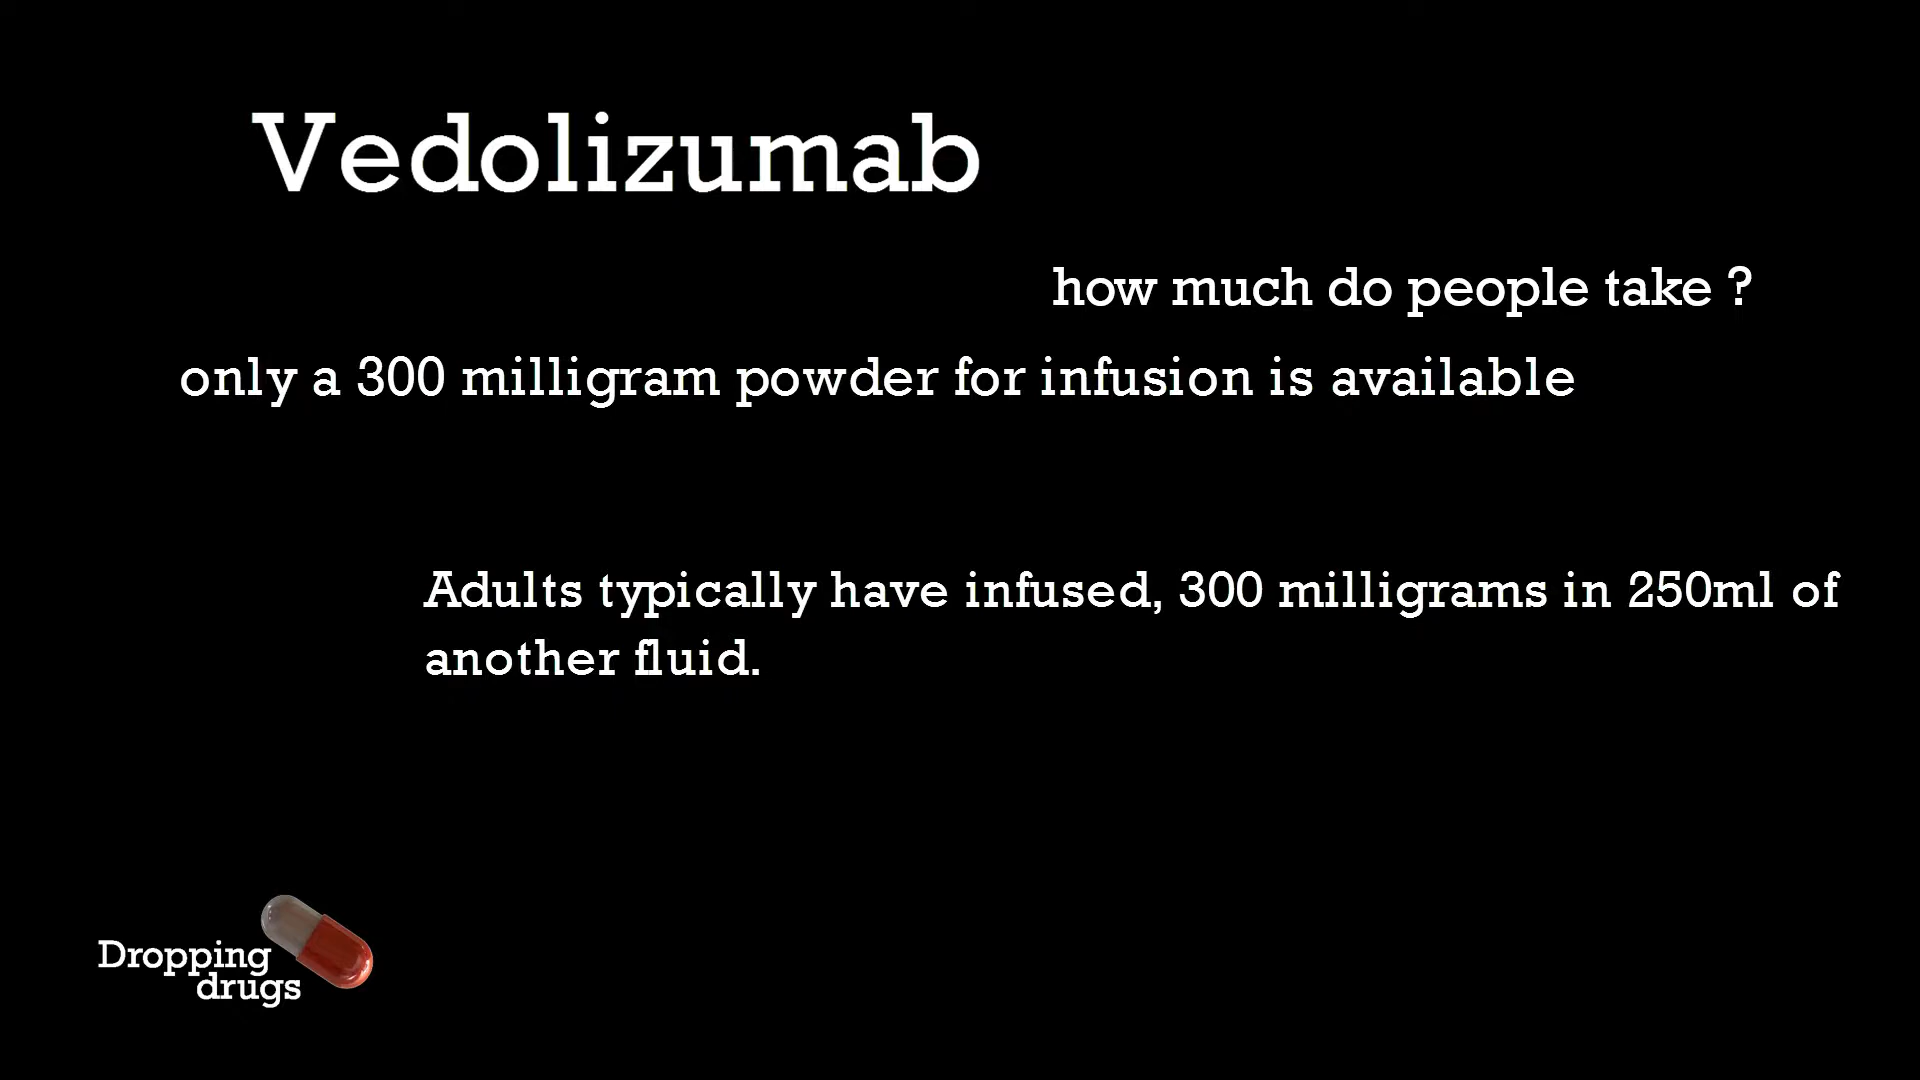 Vedolizumab
how much do people take ?
only a 300 milligram powder for infusion is available
Adults typically have infused, 300 milligrams in 250ml of
another fluid.
Dropping
drugs